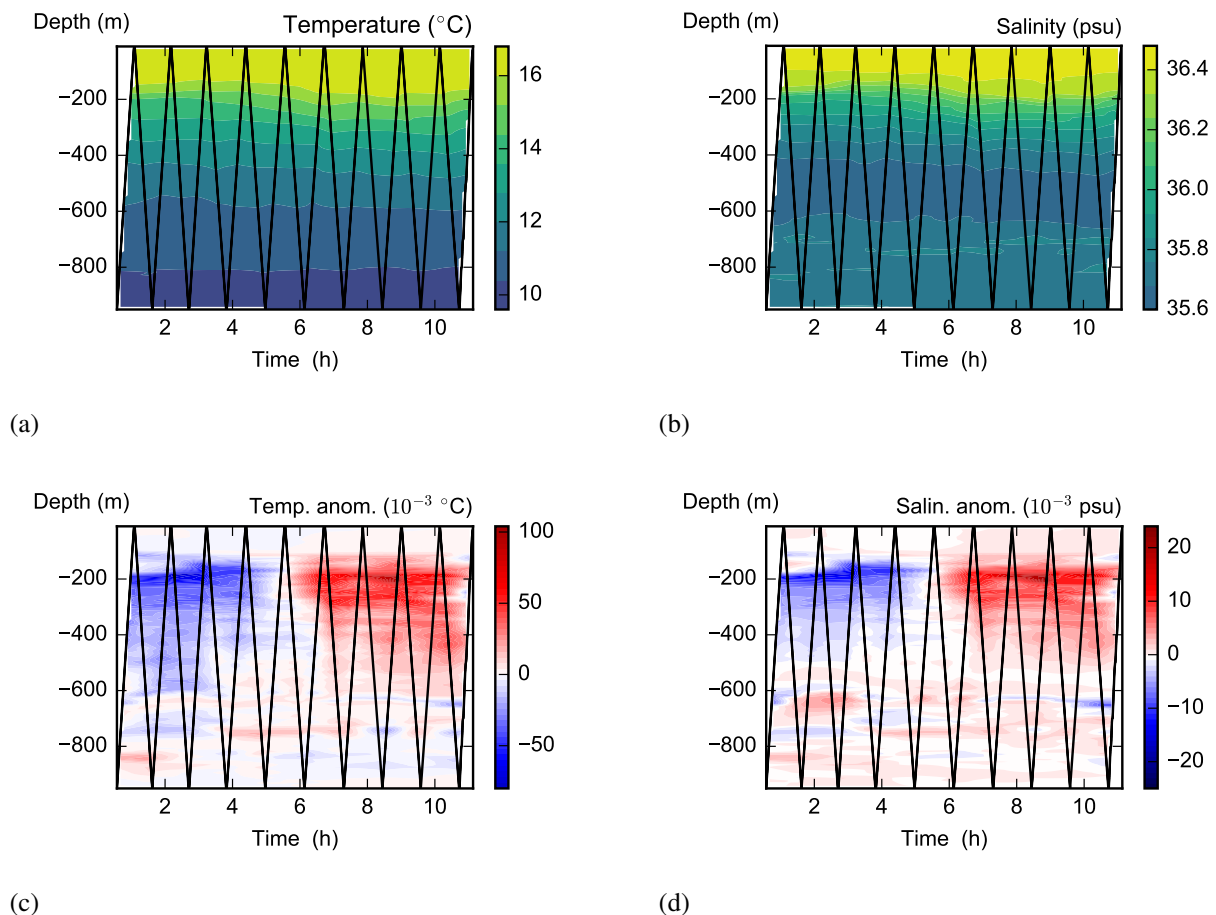 Depth (m) Temperature (°C)
16
−200
14
−400
−600 12
−800
10
2 4 6 8 10
Time (h)
(a)
Depth (m) Salinity (psu)
36.4
−200
36.2
−400
36.0
−600
35.8
−800
35.6
2 4 6 8 10
Time (h)
(b)
Depth (m) Temp. anom. (10⁻³ °C)
100
−200
50
−400
0
−600
−50
−800
2 4 6 8 10
Time (h)
(c)
Depth (m) Salin. anom. (10⁻³ psu)
20
−200
10
−400
0
−600
−10
−800
−20
2 4 6 8 10
Time (h)
(d)